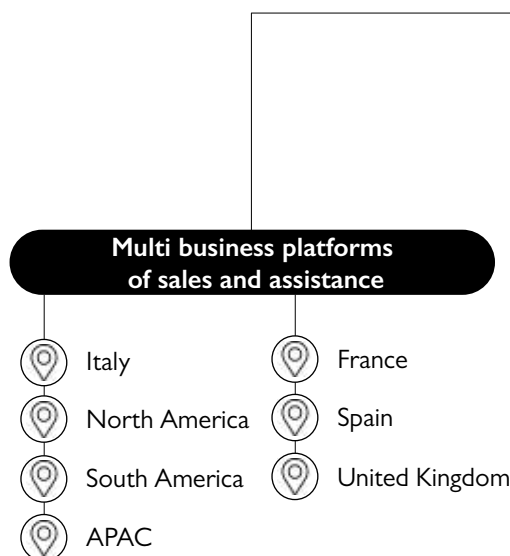 Multi business platforms
of sales and assistance
Italy
North America
South America
APAC
France
Spain
United Kingdom